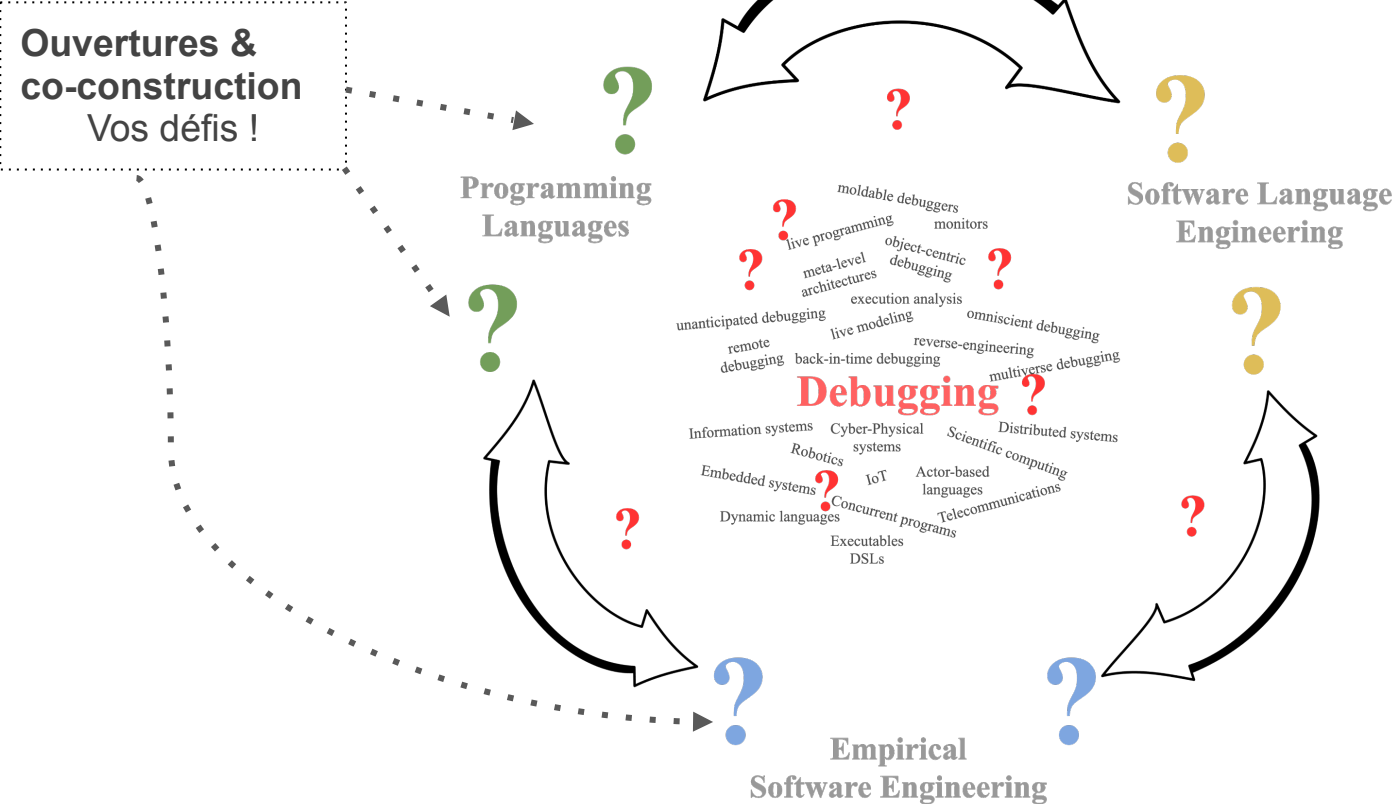 Ouvertures &
co-construction
Vos défis !
?
?
?
Programming
Languages
Software Language
Engineering
moldable debuggers
?
live programming
monitors
object-centric
debugging
?
?
meta-level
architectures
?
?
execution analysis
unanticipated debugging
live modeling
omniscient debugging
remote
debugging
back-in-time debugging
reverse-engineering
multiverse debugging
Debugging
?
Information systems
Cyber-Physical
systems
Scientific computing
Distributed systems
Robotics
Embedded systems
?
IoT
Actor-based
languages
Telecommunications
Dynamic languages
Concurrent programs
Executables
DSLs
?
?
?
?
Empirical
Software Engineering